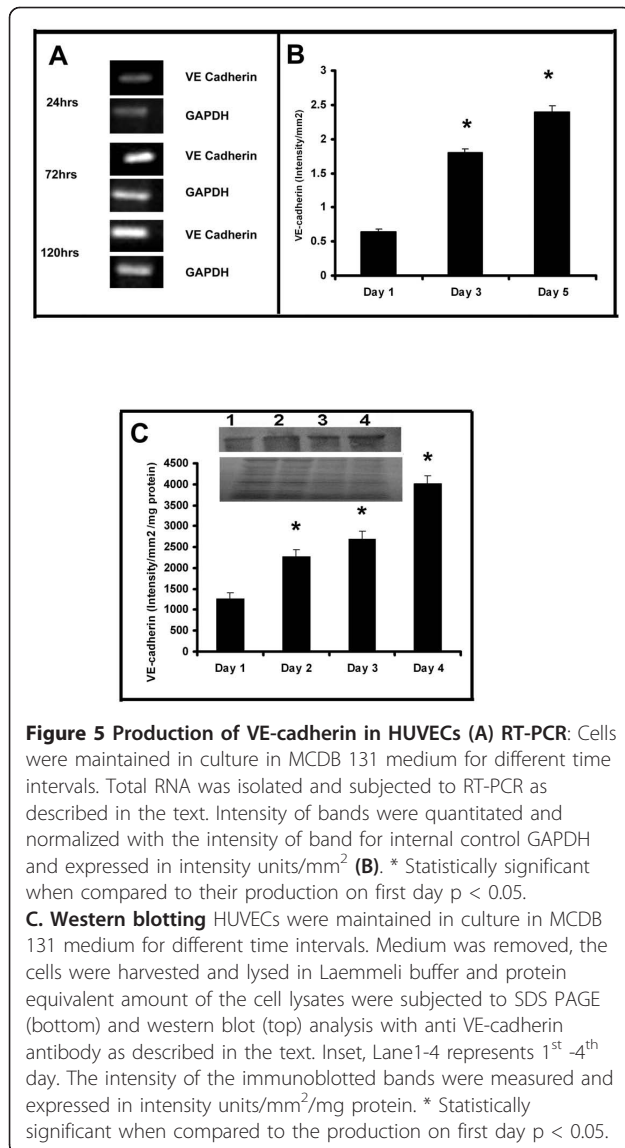 A
24hrs
VE Cadherin
GAPDH
72hrs
VE Cadherin
GAPDH
120hrs
VE Cadherin
GAPDH
B
VE-cadherin (Intensity/mm2)
3
2.5
2
1.5
1
0.5
0
*
*
Day 1 Day 3 Day 5
C
1 2 3 4
VE-cadherin (Intensity/mm2 /mg protein)
4500
4000
3500
3000
2500
2000
1500
1000
500
0
*
*
*
Day 1 Day 2 Day 3 Day 4
Figure 5 Production of VE-cadherin in HUVECs (A) RT-PCR: Cells
were maintained in culture in MCDB 131 medium for different time
intervals. Total RNA was isolated and subjected to RT-PCR as
described in the text. Intensity of bands were quantitated and
normalized with the intensity of band for internal control GAPDH
and expressed in intensity units/mm² (B). * Statistically significant
when compared to their production on first day p < 0.05.
C. Western blotting HUVECs were maintained in culture in MCDB
131 medium for different time intervals. Medium was removed, the
cells were harvested and lysed in Laemmeli buffer and protein
equivalent amount of the cell lysates were subjected to SDS PAGE
(bottom) and western blot (top) analysis with anti VE-cadherin
antibody as described in the text. Inset, Lane1-4 represents 1st -4th
day. The intensity of the immunoblotted bands were measured and
expressed in intensity units/mm²/mg protein. * Statistically
significant when compared to the production on first day p < 0.05.